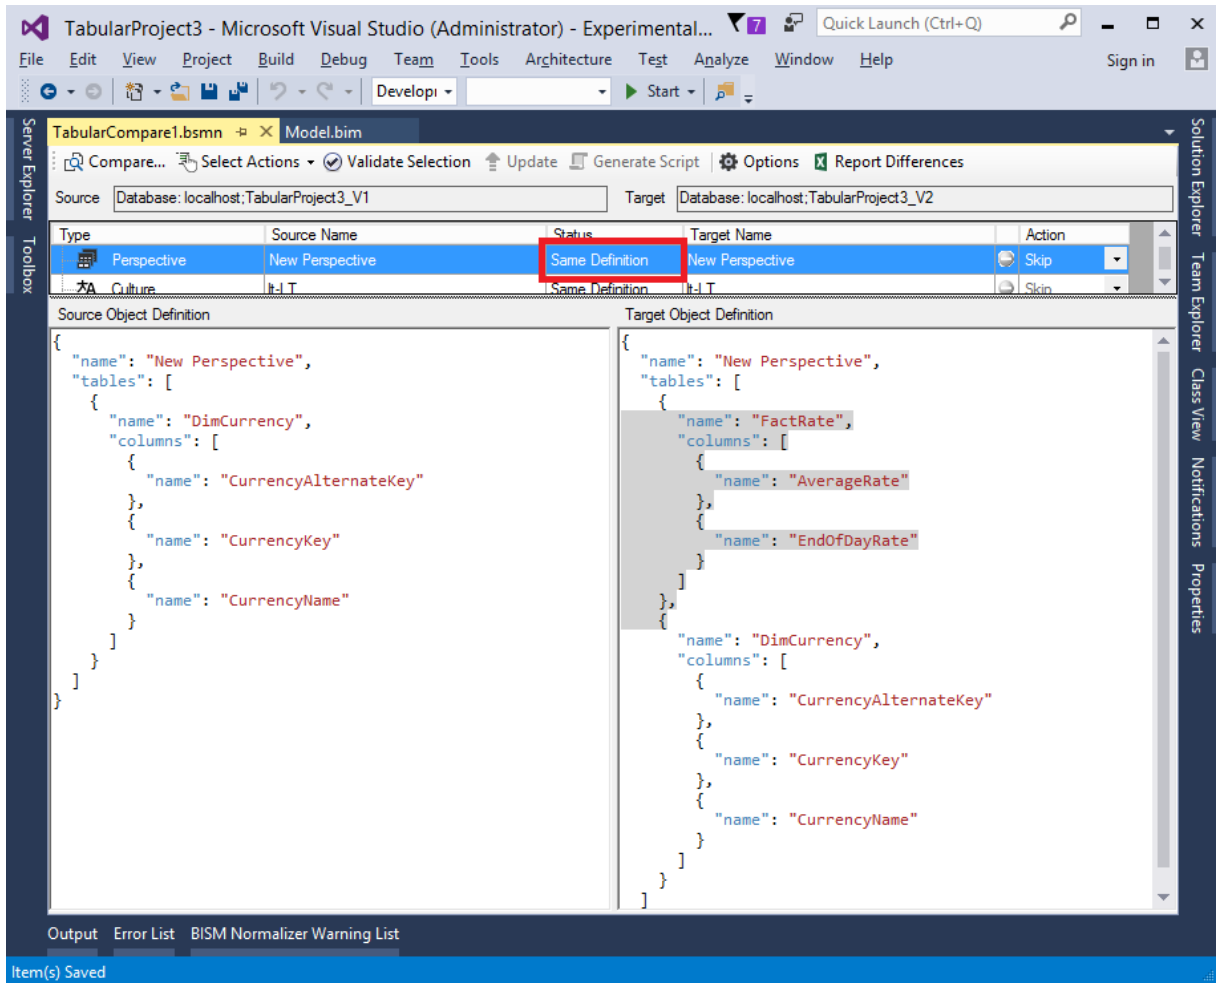 TabularProject3 - Microsoft Visual Studio (Administrator) - Experimental... 7 Quick Launch (Ctrl+Q)
File Edit View Project Build Debug Team Tools Architecture Test Analyze Window Help Sign in
Developi Start
TabularCompare1.bsmn Model.bim
Compare... Select Actions Validate Selection Update Generate Script Options Report Differences
Source Database: localhost;TabularProject3_V1 Target Database: localhost;TabularProject3_V2
Type Source Name Status Target Name Action
Perspective New Perspective Same Definition New Perspective Skip
Culture lt-LT Same Definition lt-LT Skip
Source Object Definition
{
"name": "New Perspective",
"tables": [
{
"name": "DimCurrency",
"columns": [
{
"name": "CurrencyAlternateKey"
},
{
"name": "CurrencyKey"
},
{
"name": "CurrencyName"
}
]
}
]
}
Target Object Definition
{
"name": "New Perspective",
"tables": [
{
"name": "FactRate",
"columns": [
{
"name": "AverageRate"
},
{
"name": "EndOfDayRate"
}
]
},
{
"name": "DimCurrency",
"columns": [
{
"name": "CurrencyAlternateKey"
},
{
"name": "CurrencyKey"
},
{
"name": "CurrencyName"
}
]
}
]
Server Explorer
Toolbox
Solution Explorer
Team Explorer
Class View
Notifications
Properties
Output Error List BISM Normalizer Warning List
Item(s) Saved